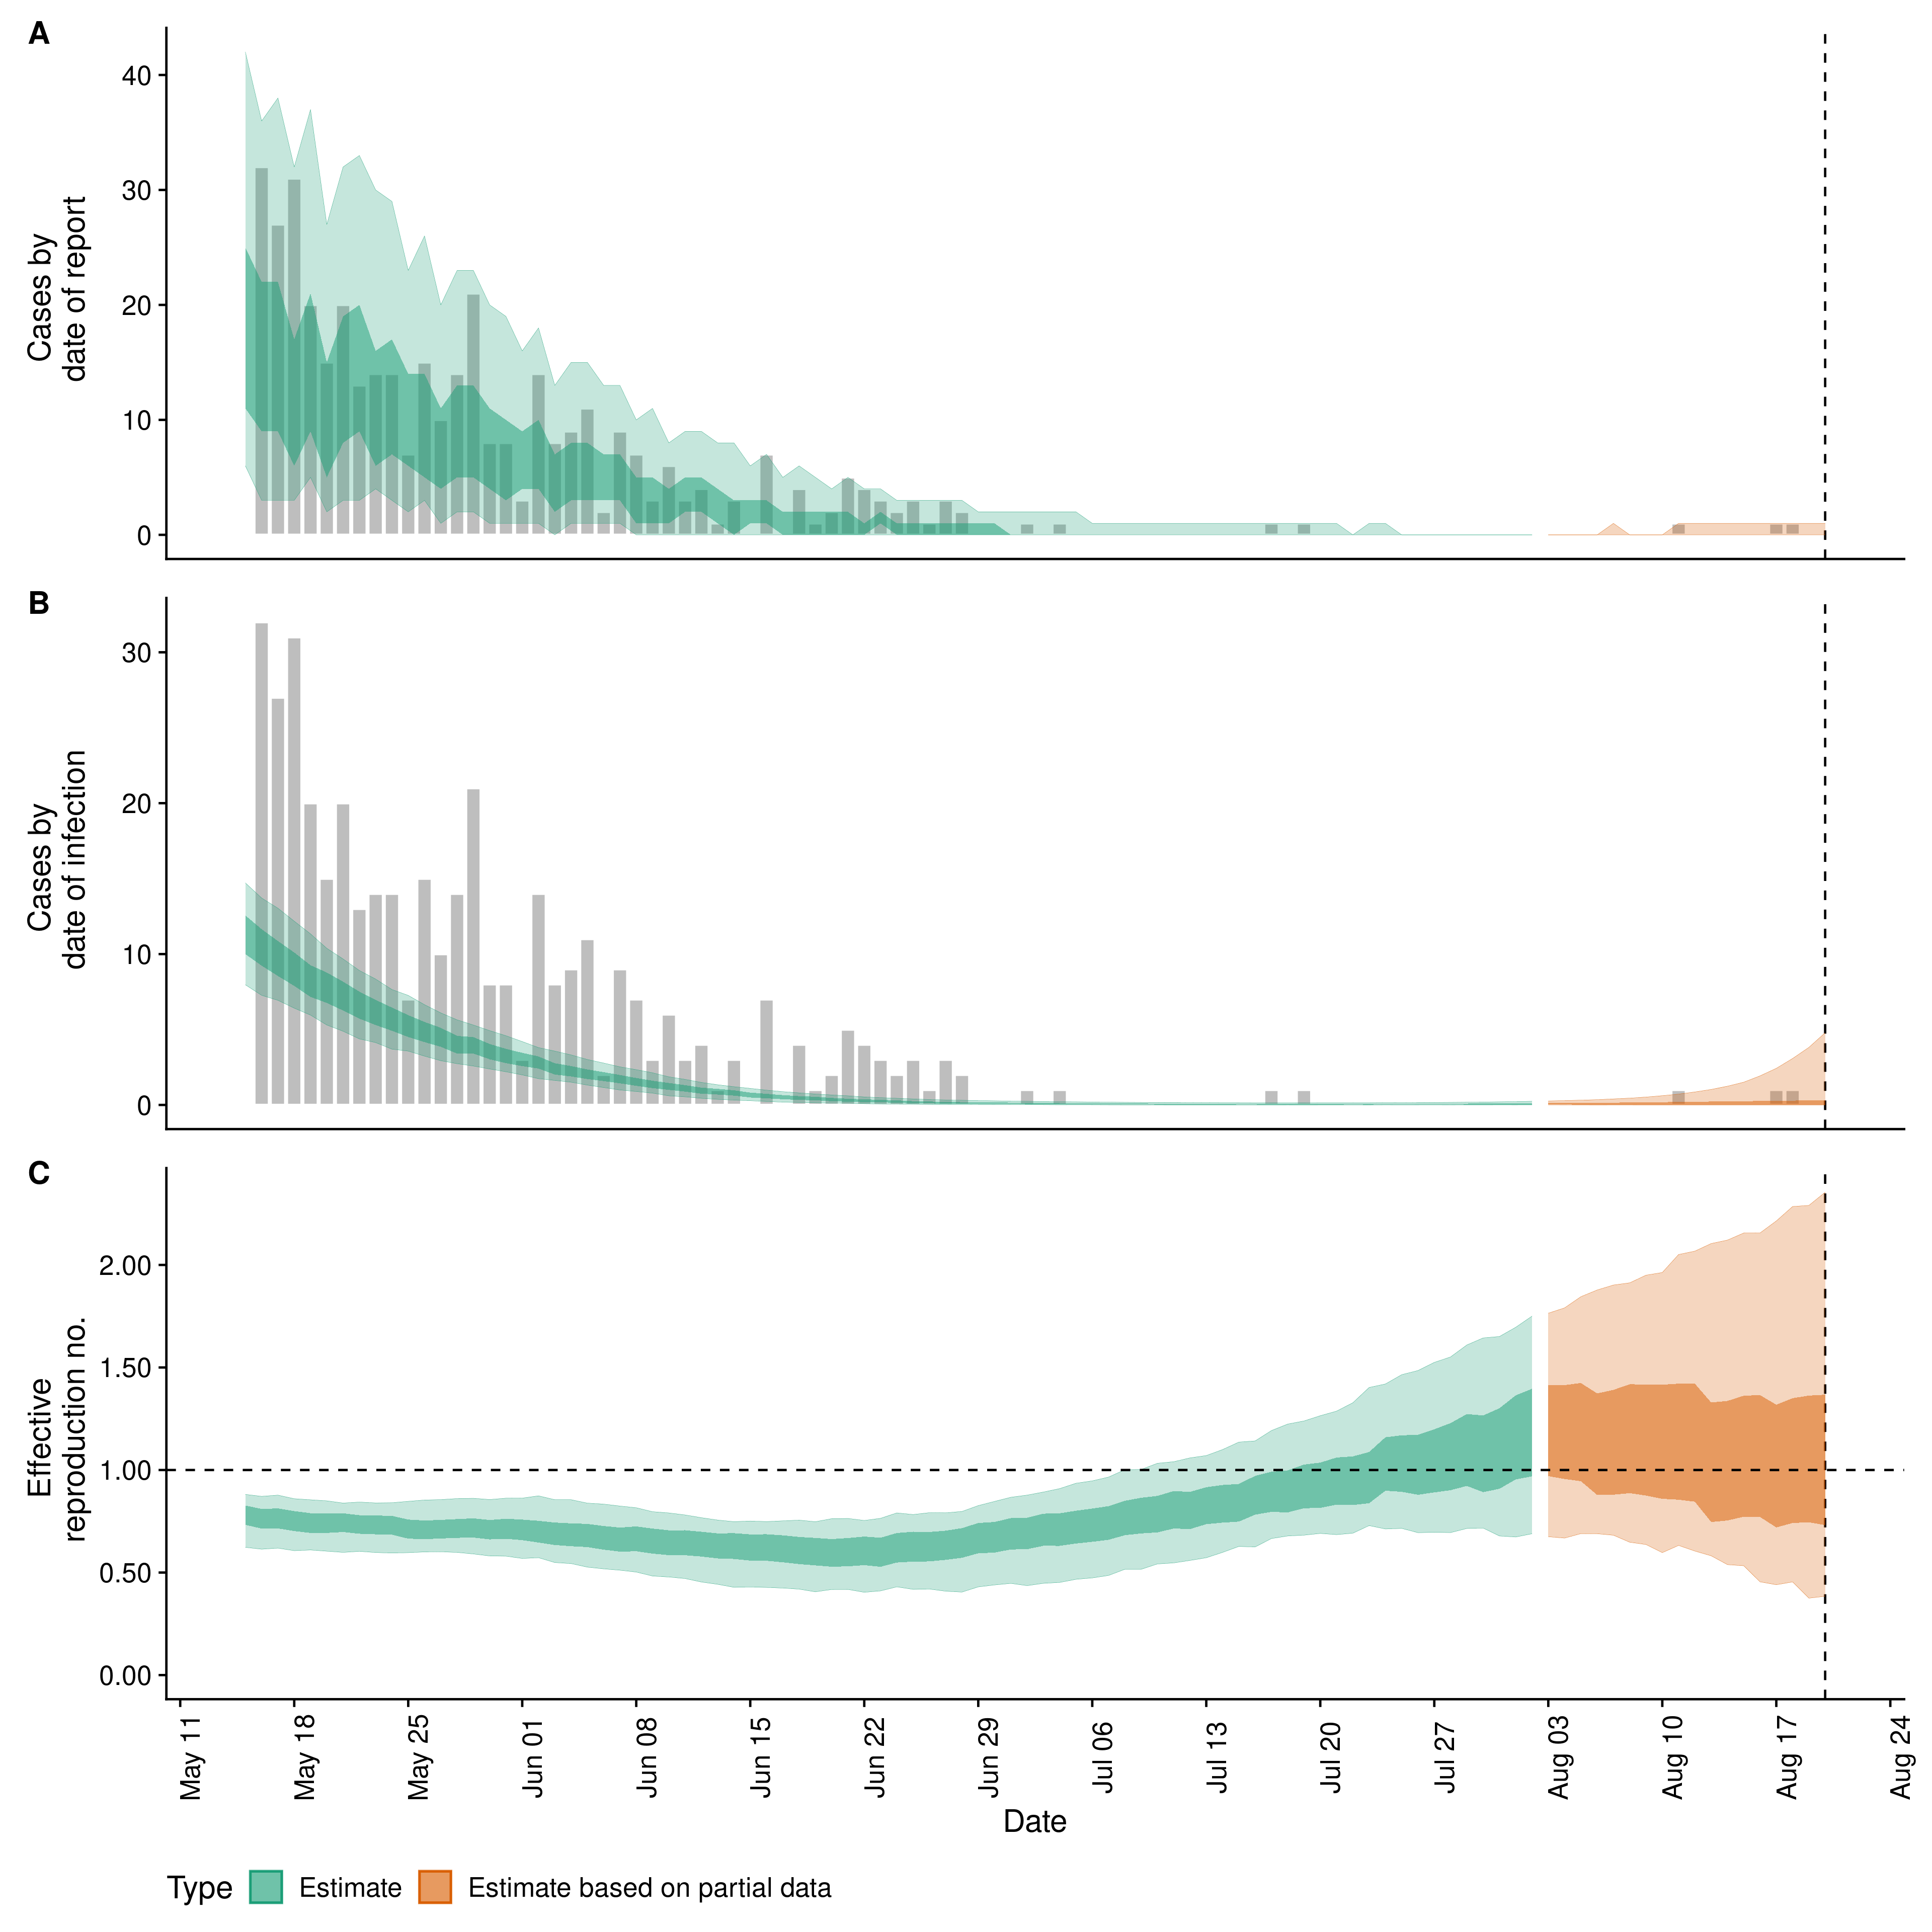 A
40
30
20
10
0
Cases by
date of report
B
30
20
10
0
Cases by
date of infection
C
2.00
1.50
1.00
0.50
0.00
Effective
reproduction no.
May 11
May 18
May 25
Jun 01
Jun 08
Jun 15
Jun 22
Jun 29
Jul 06
Jul 13
Jul 20
Jul 27
Aug 03
Aug 10
Aug 17
Aug 24
Date
Type Estimate Estimate based on partial data